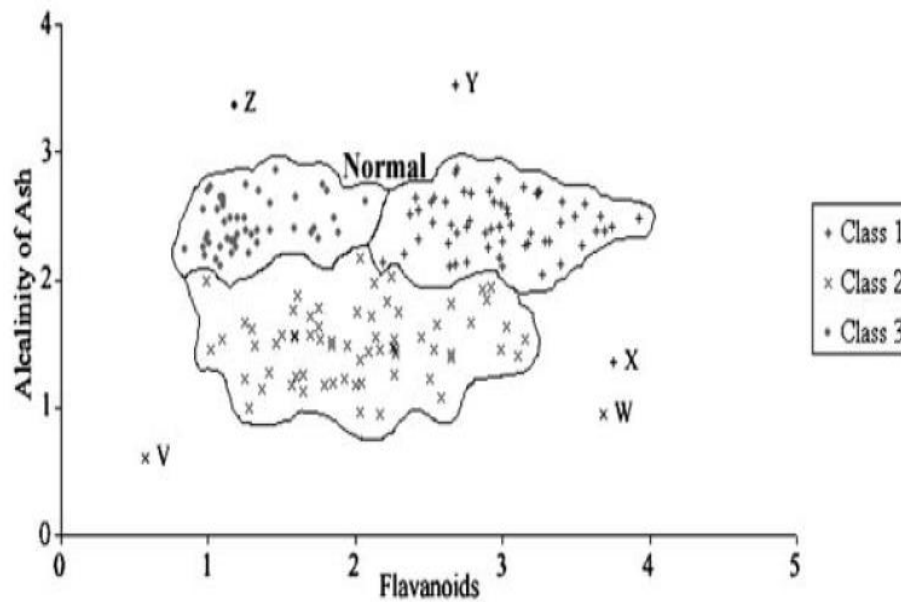 4
Z
Y
3
Normal
Alcalinity of Ash
Class 1
Class 2
Class 3
2
X
1
W
V
0
0 1 2 3 4 5
Flavanoids